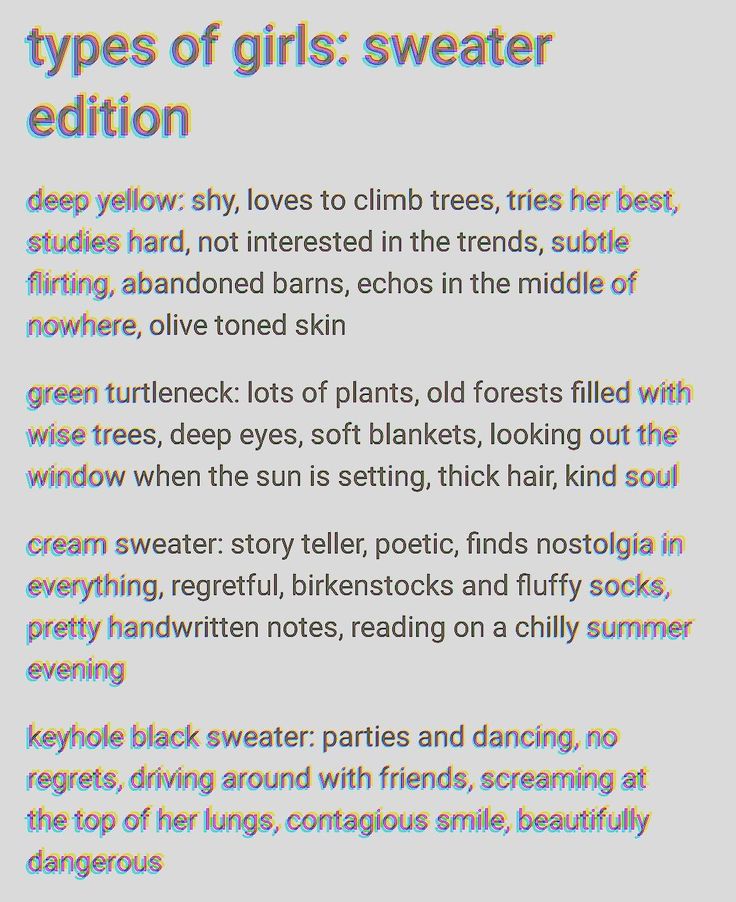 types of girls: sweater
edition
deep yellow: shy, loves to climb trees, tries her best,
studies hard, not interested in the trends, subtle
flirting, abandoned barns, echos in the middle of
nowhere, olive toned skin
green turtleneck: lots of plants, old forests filled with
wise trees, deep eyes, soft blankets, looking out the
window when the sun is setting, thick hair, kind soul
cream sweater: story teller, poetic, finds nostolgia in
everything, regretful, birkenstocks and fluffy socks,
pretty handwritten notes, reading on a chilly summer
evening
keyhole black sweater: parties and dancing, no
regrets, driving around with friends, screaming at
the top of her lungs, contagious smile, beautifully
dangerous